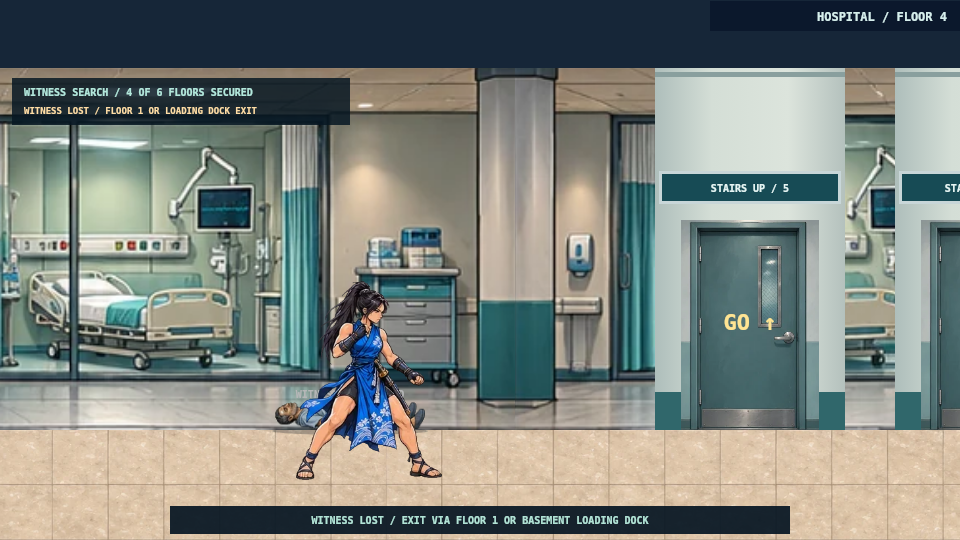 HOSPITAL / FLOOR 4
WITNESS SEARCH / 4 OF 6 FLOORS SECURED
WITNESS LOST / FLOOR 1 OR LOADING DOCK EXIT
STAIRS UP / 5
GO ↑
WITNESS LOST / EXIT VIA FLOOR 1 OR BASEMENT LOADING DOCK